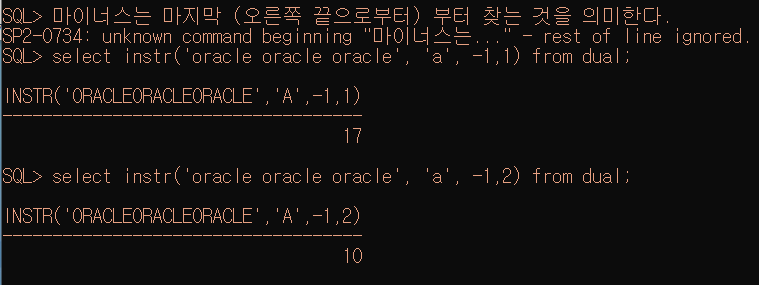 SQL> 마이너스는 마지막 (오른쪽 끝으로부터) 부터 찾는 것을 의미한다.
SP2-0734: unknown command beginning "마이너스는..." - rest of line ignored.
SQL> select instr('oracle oracle oracle', 'a', -1,1) from dual;
INSTR('ORACLEORACLEORACLE','A',-1,1)
------------------------------------
17
SQL> select instr('oracle oracle oracle', 'a', -1,2) from dual;
INSTR('ORACLEORACLEORACLE','A',-1,2)
------------------------------------
10